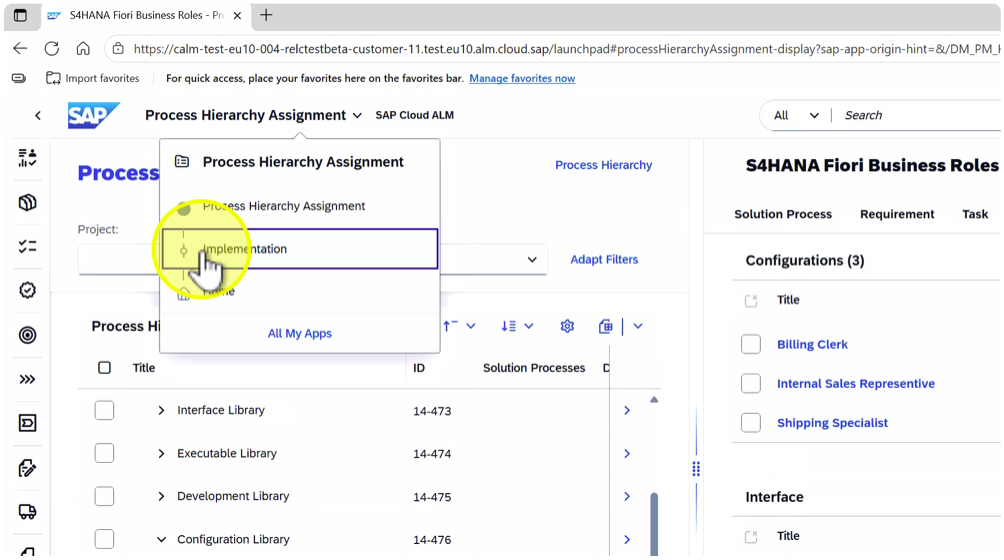 S4HANA Fiori Business Roles - Pr
https://calm-test-eu10-004-relctestbeta-customer-11.test.eu10.alm.cloud.sap/launchpad#processHierarchyAssignment-display?sap-app-origin-hint=&/DM_PM_H
Import favorites
For quick access, place your favorites here on the favorites bar. Manage favorites now
SAP
Process Hierarchy Assignment
SAP Cloud ALM
All
Search
Process Hierarchy Assignment
Process Hierarchy Assignment
Implementation
Home
All My Apps
Process
Process Hierarchy
Project:
Adapt Filters
Process Hi
Title ID Solution Processes D
Interface Library 14-473
Executable Library 14-474
Development Library 14-475
Configuration Library 14-476
S4HANA Fiori Business Roles
Solution Process Requirement Task
Configurations (3)
Title
Billing Clerk
Internal Sales Representative
Shipping Specialist
Interface
Title